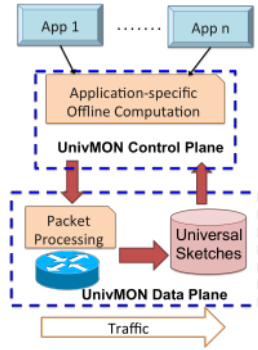 App 1
........
App n
Application-specific
Offline Computation
UnivMON Control Plane
Packet
Processing
Universal
Sketches
UnivMON Data Plane
Traffic